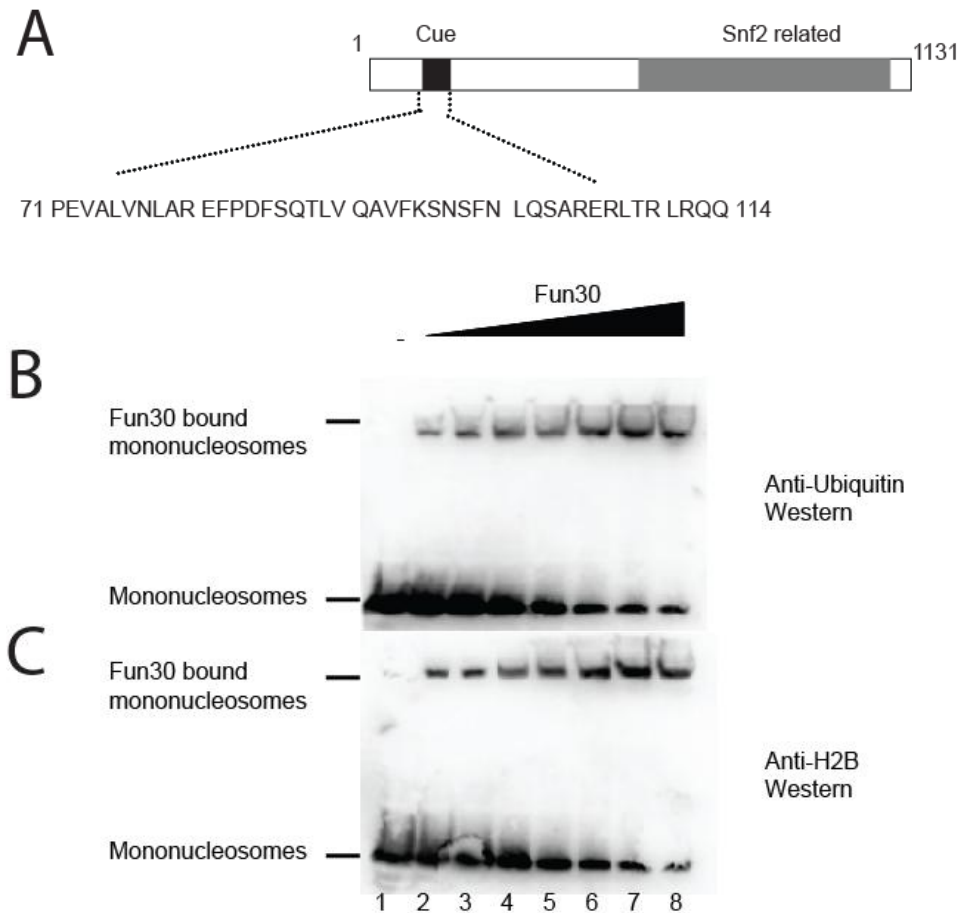 A
Cue
Snf2 related
1
1131
71 PEVALVNLAR EFPDFSQTLV QAVFKSNSFN LQSARERLTR LRQQ 114
Fun30
-
B
Fun30 bound
mononucleosomes
Anti-Ubiquitin
Western
Mononucleosomes
C
Fun30 bound
mononucleosomes
Anti-H2B
Western
Mononucleosomes
1 2 3 4 5 6 7 8